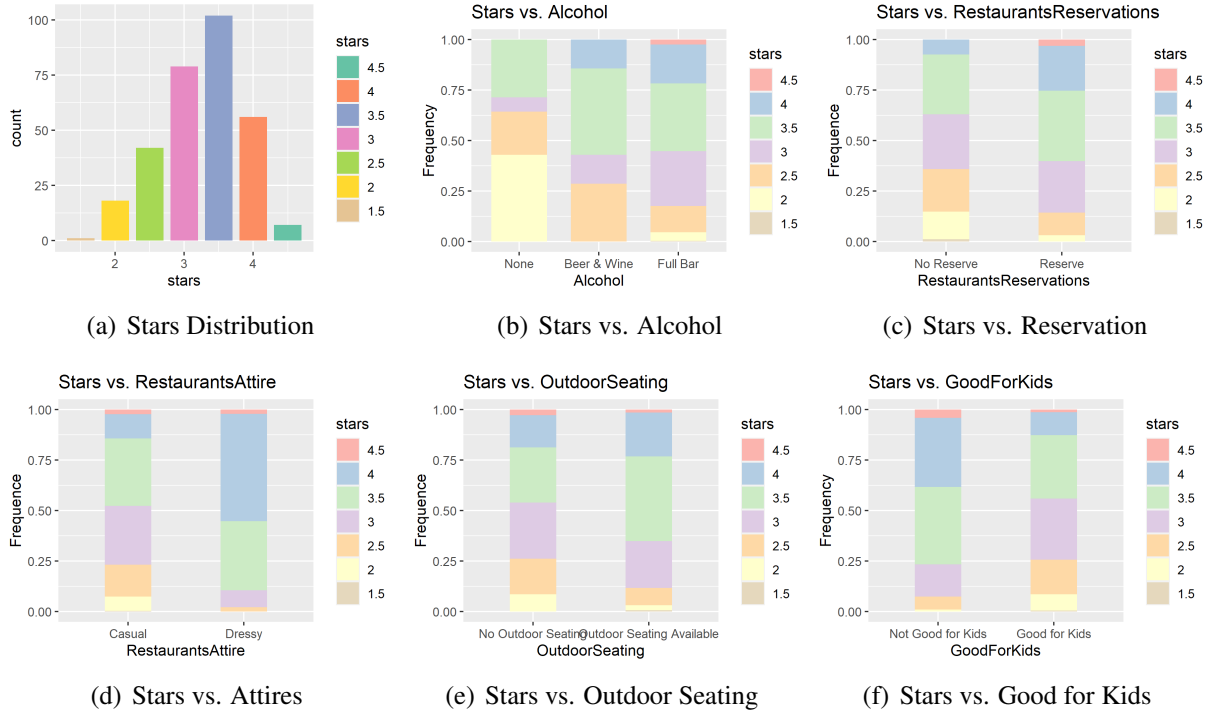 100
75
50
25
0
count
2
3
4
stars
stars
4.5
4
3.5
3
2.5
2
1.5
(a) Stars Distribution
Stars vs. Alcohol
1.00
0.75
0.50
0.25
0.00
Frequency
None
Beer & Wine
Full Bar
Alcohol
stars
4.5
4
3.5
3
2.5
2
1.5
(b) Stars vs. Alcohol
Stars vs. RestaurantsReservations
1.00
0.75
0.50
0.25
0.00
Frequency
No Reserve
Reserve
RestaurantsReservations
stars
4.5
4
3.5
3
2.5
2
1.5
(c) Stars vs. Reservation
Stars vs. RestaurantsAttire
1.00
0.75
0.50
0.25
0.00
Frequence
Casual
Dressy
RestaurantsAttire
stars
4.5
4
3.5
3
2.5
2
1.5
(d) Stars vs. Attires
Stars vs. OutdoorSeating
1.00
0.75
0.50
0.25
0.00
Frequence
No Outdoor Seating
Outdoor Seating Available
OutdoorSeating
stars
4.5
4
3.5
3
2.5
2
1.5
(e) Stars vs. Outdoor Seating
Stars vs. GoodForKids
1.00
0.75
0.50
0.25
0.00
Frequency
Not Good for Kids
Good for Kids
GoodForKids
stars
4.5
4
3.5
3
2.5
2
1.5
(f) Stars vs. Good for Kids